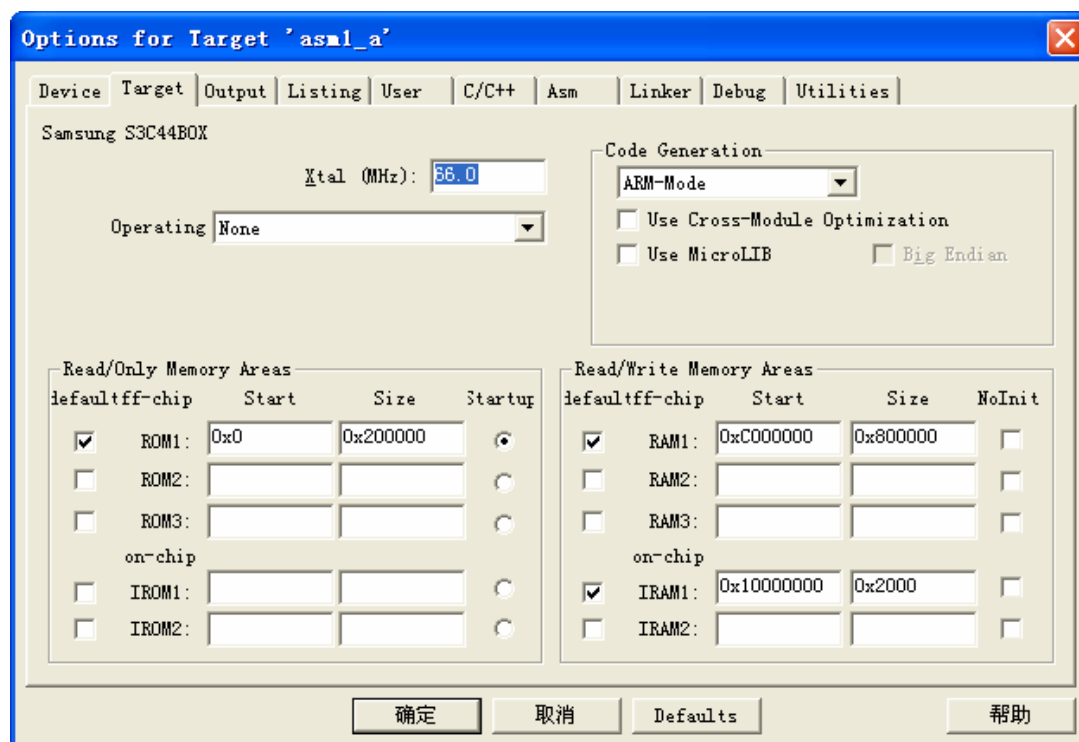 Options for Target 'asm1_a'
Device Target Output Listing User C/C++ Asm Linker Debug Utilities
Samsung S3C44B0X
Xtal (MHz): 66.0
Operating None
Code Generation
ARM-Mode
Use Cross-Module Optimization
Use MicroLIB Big Endian
Read/Only Memory Areas
default off-chip Start Size Startup
ROM1: 0x0 0x200000
ROM2:
ROM3:
on-chip
IROM1:
IROM2:
Read/Write Memory Areas
default off-chip Start Size NoInit
RAM1: 0xC000000 0x800000
RAM2:
RAM3:
on-chip
IRAM1: 0x10000000 0x2000
IRAM2:
确定 取消 Defaults 帮助